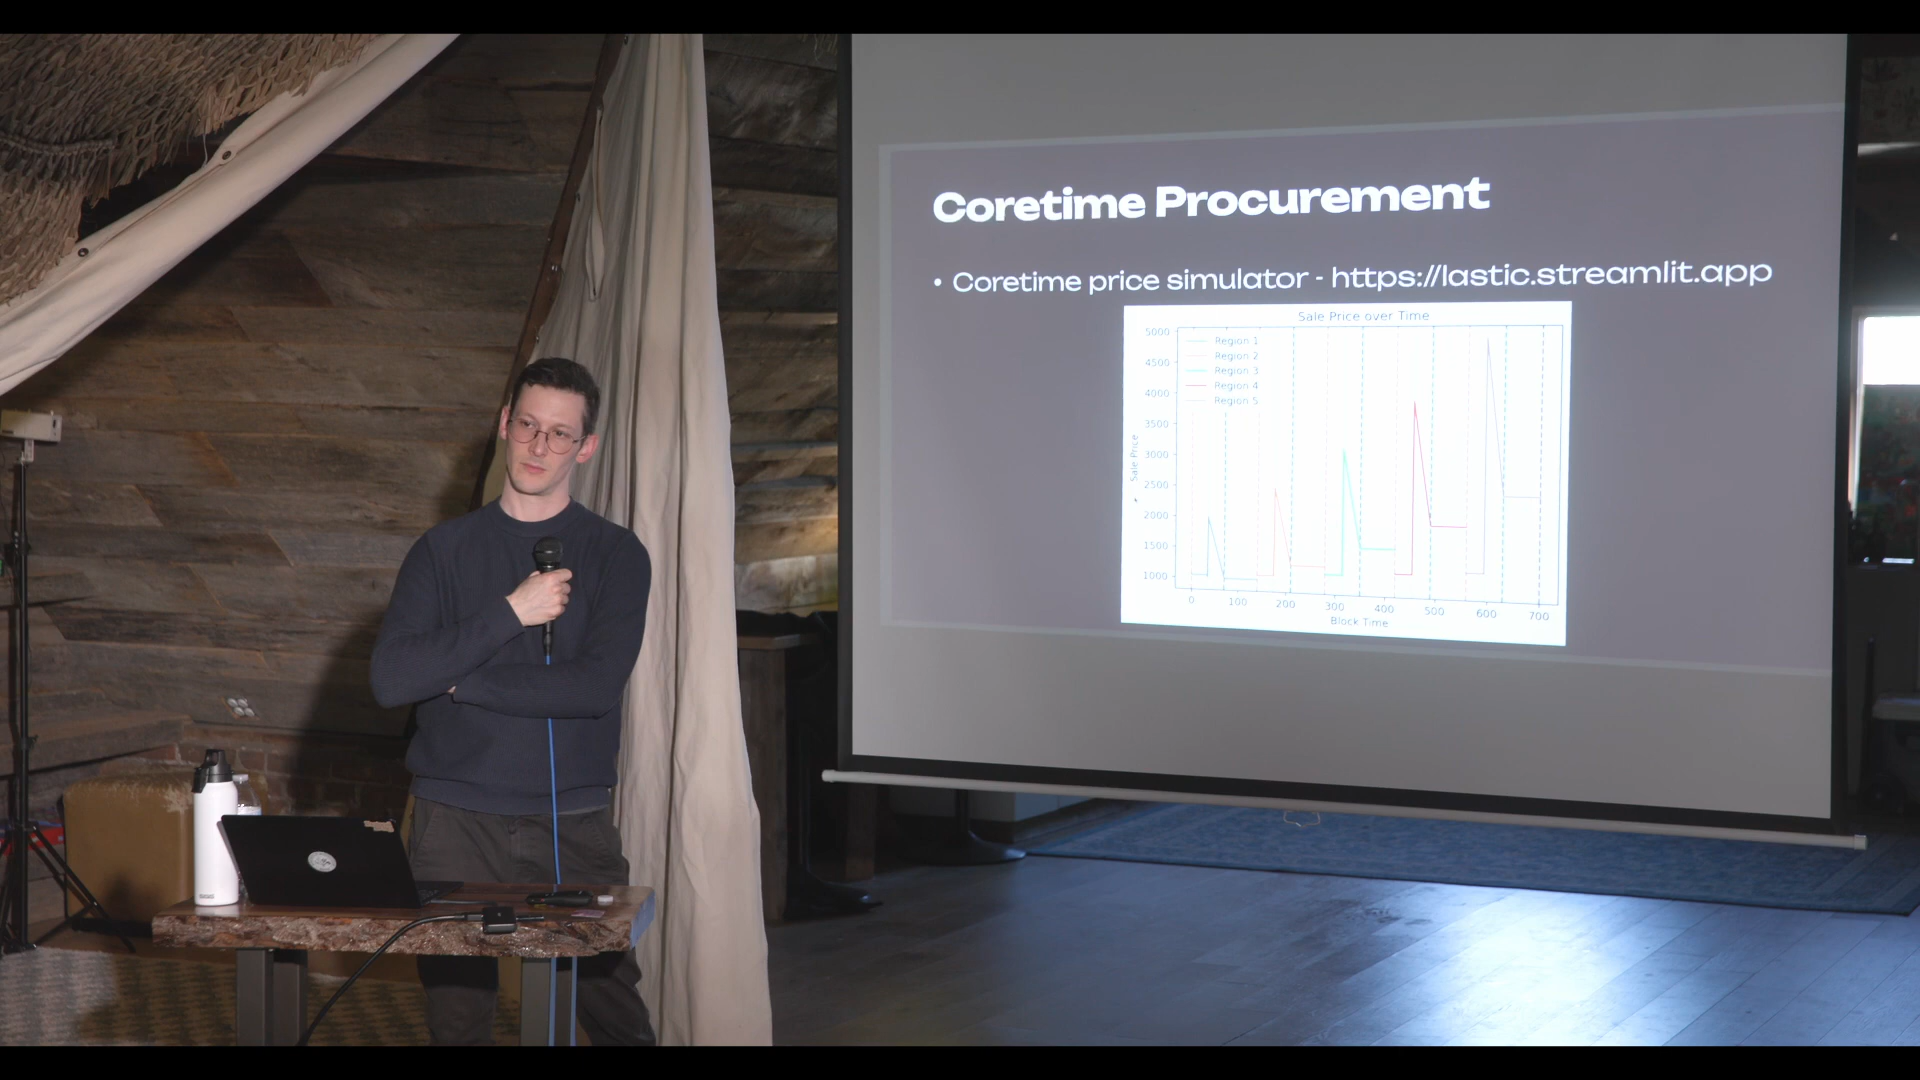 Coretime Procurement
• Coretime price simulator - https://lastic.streamlit.app
Sale Price over Time
Region 1
Region 2
Region 3
Region 4
Region 5
5000
4500
4000
3500
3000
2500
2000
1500
1000
Sale Price
0 100 200 300 400 500 600 700
Block Time